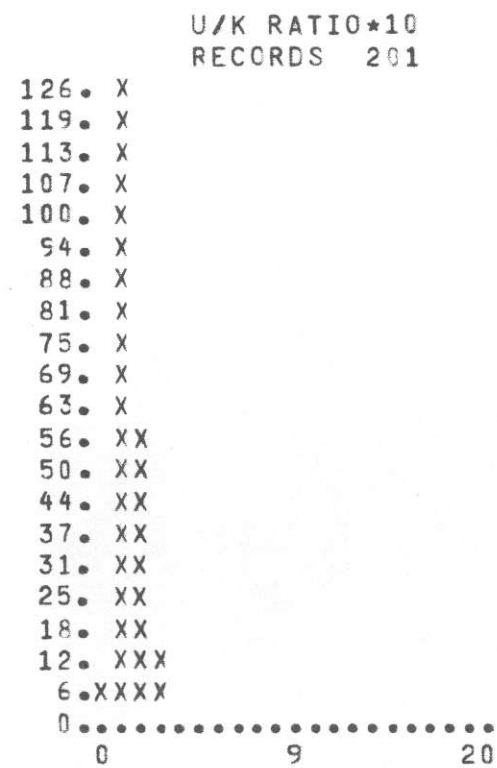 U/K RATIO*10
RECORDS 201
126. X
119. X
113. X
107. X
100. X
94. X
88. X
81. X
75. X
69. X
63. X
56. XX
50. XX
44. XX
37. XX
31. XX
25. XX
18. XX
12. XXX
6.XXXX
0.....................
0 9 20